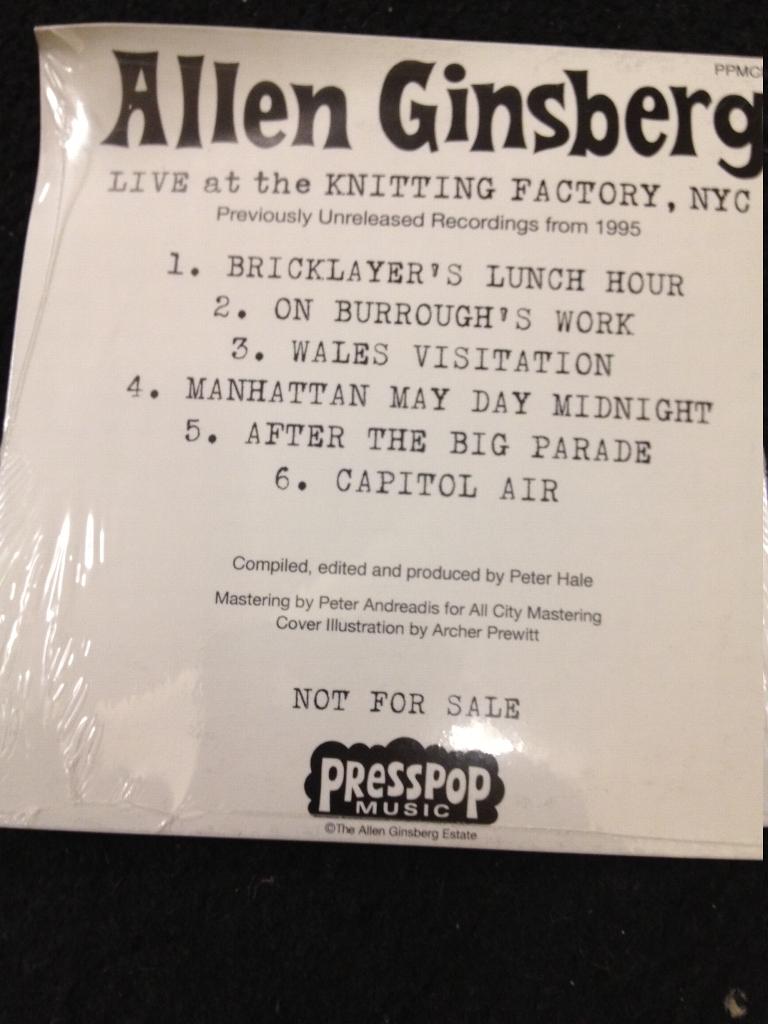 PPMC
Allen Ginsberg
LIVE at the KNITTING FACTORY, NYC
Previously Unreleased Recordings from 1995
1. BRICKLAYER'S LUNCH HOUR
2. ON BURROUGH'S WORK
3. WALES VISITATION
4. MANHATTAN MAY DAY MIDNIGHT
5. AFTER THE BIG PARADE
6. CAPITOL AIR
Compiled, edited and produced by Peter Hale
Mastering by Peter Andreadis for All City Mastering
Cover Illustration by Archer Prewitt
NOT FOR SALE
PRESSPOP
MUSIC
©The Allen Ginsberg Estate